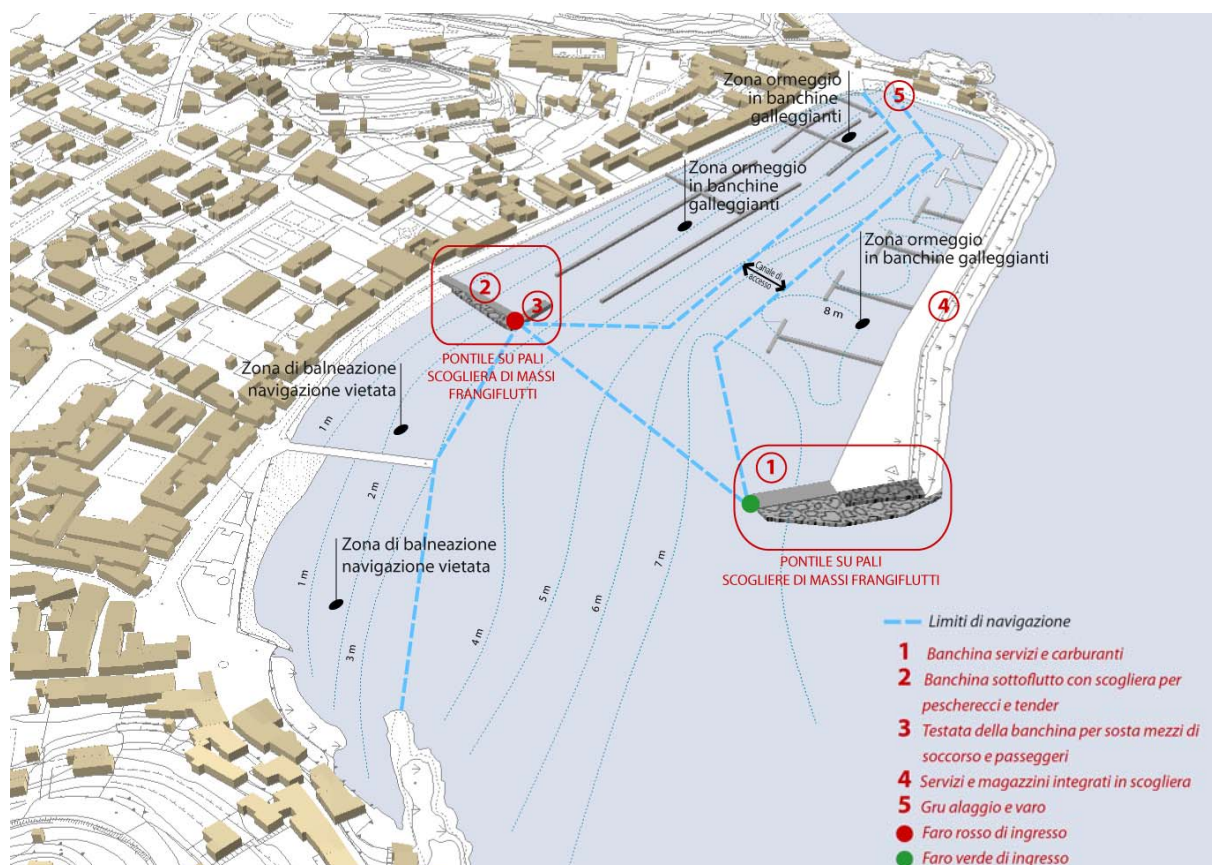 Zona ormeggio
in banchine
galleggianti
5
Zona ormeggio
in banchine
galleggianti
Zona ormeggio
in banchine galleggianti
Canale di
accesso
2
3
4
8 m
PONTILE SU PALI
SCOGLIERA DI MASSI
FRANGIFLUTTI
Zona di balneazione
navigazione vietata
1 m
2 m
1
PONTILE SU PALI
SCOGLIERE DI MASSI FRANGIFLUTTI
Zona di balneazione
navigazione vietata
1 m
3 m
4 m
5 m
6 m
7 m
Limiti di navigazione
1 Banchina servizi e carburanti
2 Banchina sottoflutto con scogliera per
pescherecci e tender
3 Testata della banchina per sosta mezzi di
soccorso e passeggeri
4 Servizi e magazzini integrati in scogliera
5 Gru alaggio e varo
Faro rosso di ingresso
Faro verde di ingresso